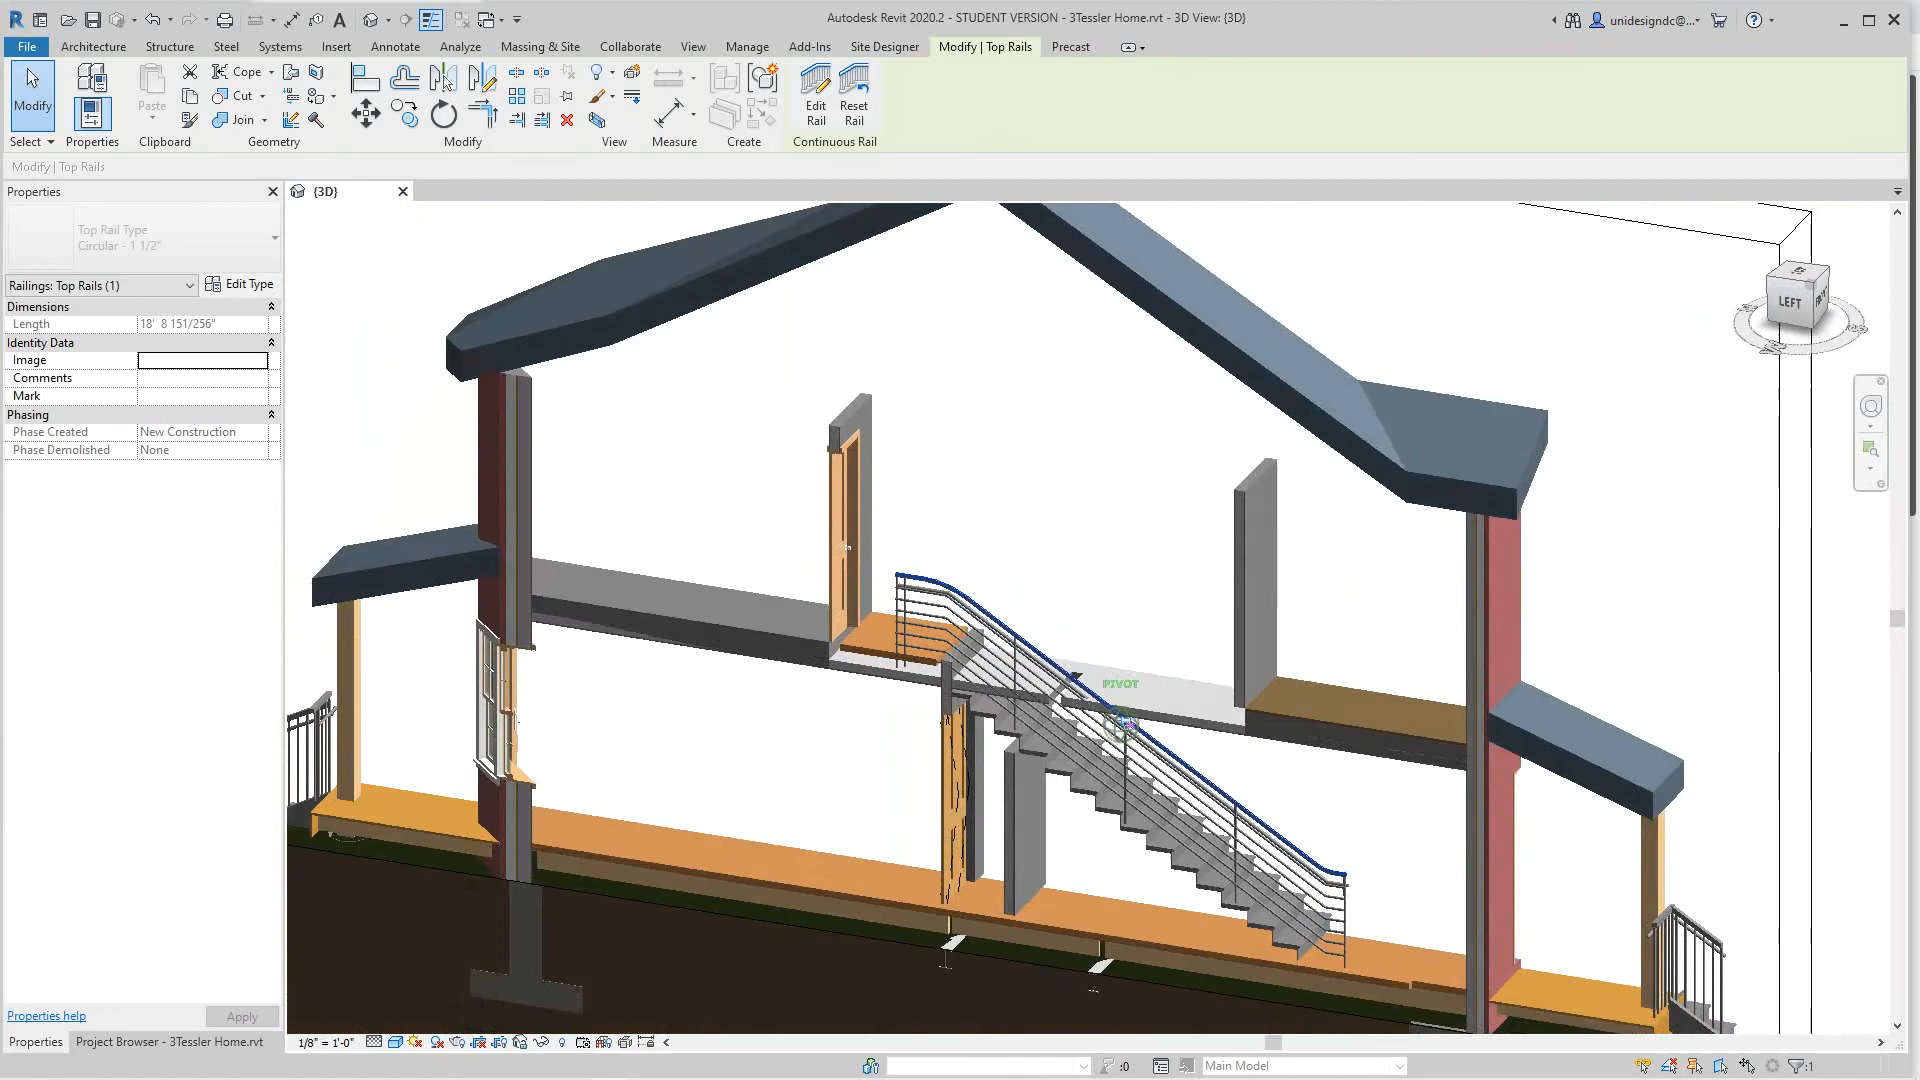 Autodesk Revit 2020.2 - STUDENT VERSION - 3Tessler Home.rvt - 3D View: {3D}
unidesigndc@...
File Architecture Structure Steel Systems Insert Annotate Analyze Massing & Site Collaborate View Manage Add-Ins Site Designer Modify | Top Rails Precast
Modify
Paste
Cope
Cut
Join
Edit Rail
Reset Rail
Select Properties Clipboard Geometry Modify View Measure Create Continuous Rail
Modify | Top Rails
Properties
{3D}
Top Rail Type
Circular - 1 1/2"
Railings: Top Rails (1) Edit Type
Dimensions
Length 18' 8 151/256"
Identity Data
Image
Comments
Mark
Phasing
Phase Created New Construction
Phase Demolished None
LEFT
PIVOT
Properties help Apply
Properties Project Browser - 3Tessler Home.rvt
1/8" = 1'-0"
:0 Main Model :1